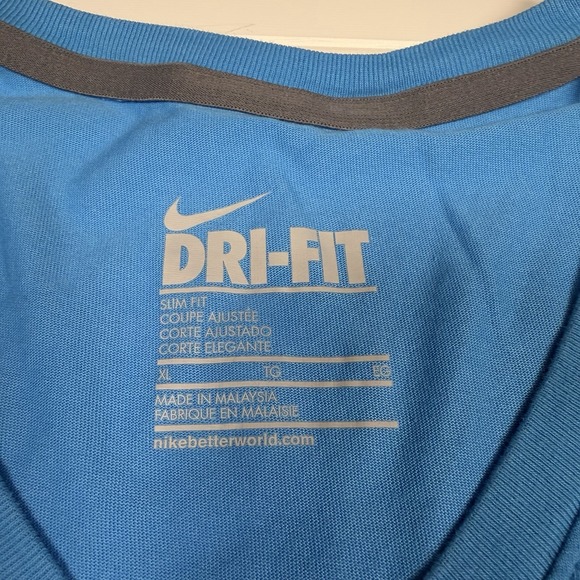 DRI-FIT
SLIM FIT
COUPE AJUSTÉE
CORTE AJUSTADO
CORTE ELEGANTE
XL TG EG
MADE IN MALAYSIA
FABRIQUE EN MALAISIE
nikebetterworld.com